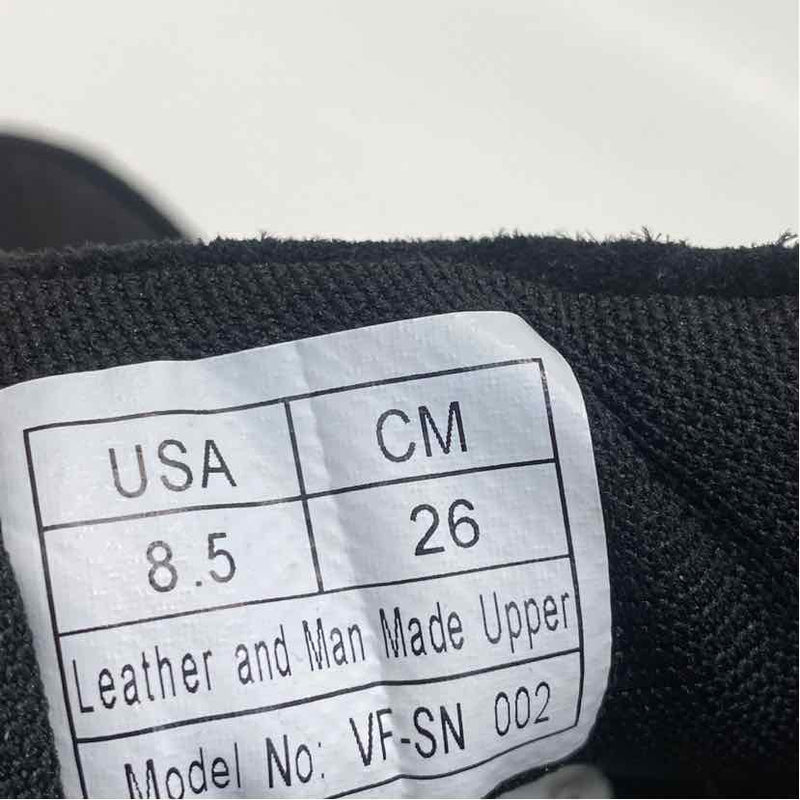 USA CM
8.5 26
Leather and Man Made Upper
Model No: VF-SN 002